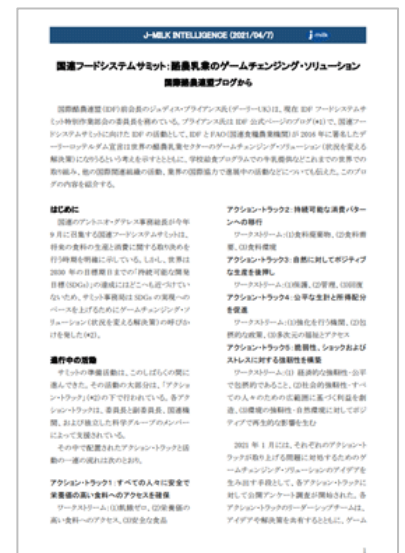 J-MILK INTELLIGENCE (2021/04/7)
j-milk
国連フードシステムサミット：酪農乳業のゲームチェンジング・ソリューション
国際酪農連盟ブログから
国際酪農連盟(IDF)前会長のジュディス・ブライアンズ氏(デーリーUK)は、現在 IDF フードシステムサ
ミット特別作業部会の委員長を務めている。ブライアンズ氏は IDF 公式ページのブログ(*1)で、国連フー
ドシステムサミットに向けた IDF の活動として、IDF と FAO(国連食糧農業機関)が 2016 年に署名したデ
ーリーロッテルダム宣言は世界の酪農乳業セクターのゲームチェンジング・ソリューション(状況を変える
解決策)になりうるという考えを示すとともに、学校給食プログラムでの牛乳提供などこれまでの世界での
取り組み、他の国際関連組織の活動、業界の国際協力で進展中の活動などについても伝えた。このブロ
グの内容を紹介する。
はじめに
国連のアントニオ・グテレス事務総長が今年
9 月に召集する国連フードシステムサミットは、
将来の食料の生産と消費に関する取り決めを
行う時期を明確に示している。しかし、世界は
2030 年の目標期日までの「持続可能な開発
目標(SDGs)」の達成にはどこへも近づけてい
ないため、サミット事務局は SDGs の実現への
ペースを上げるためにゲームチェンジング・ソ
リューション(状況を変える解決策)の呼びか
けを発した(*1)。
進行中の活動
サミットの準備活動は、このしばらくの間に
進んできた。その活動の大部分は、「アクショ
ン・トラック」(*2)の下で行われている。各アク
ショントラックは、委員長と副委員長、国連機
関、および独立した科学グループのメンバー
によって支援されている。
その中で配置されたアクション・トラックと活
動の一連の流れは次のとおり。
アクション・トラック1：すべての人々に安全で
栄養価の高い食料へのアクセスを確保
ワークストリーム：(1)飢餓ゼロ、(2)栄養価の
高い食料へのアクセス、(3)安全な食品
アクション・トラック2：持続可能な消費パター
ンへの移行
ワークストリーム：(1)食料廃棄物、(2)食料需
要、(3)食料環境
アクション・トラック3：自然に対してポジティブ
な生産を後押し
ワークストリーム：(1)保護、(2)管理、(3)回復
アクション・トラック4：公平な生計と所得配分
を促進
ワークストリーム：(1)強化を行う機関、(2)包
摂的な政策、(3)多次元の福祉とアクセス
アクション・トラック5：脆弱性、ショックおよび
ストレスに対する強靭性を構築
ワークストリーム：(1) 経済的な強靭性-公平
で包摂的であること、(2)社会的強靭性-すべ
ての人々のための広範囲に基づく利益を創
造、(3)環境の強靭性-自然環境に対してポジ
ティブで再生的な影響を生む
2021 年 1 月には、それぞれのアクション・ト
ラックが取り上げる問題に対処するためのゲ
ームチェンジング・ソリューションのアイデアを
生み出す手段として、各アクション・トラックに
対して公開アンケート調査が開始された。各
アクション・トラックのリーダーシップチームは、
アイデアや解決策を共有するとともに、ゲーム
1